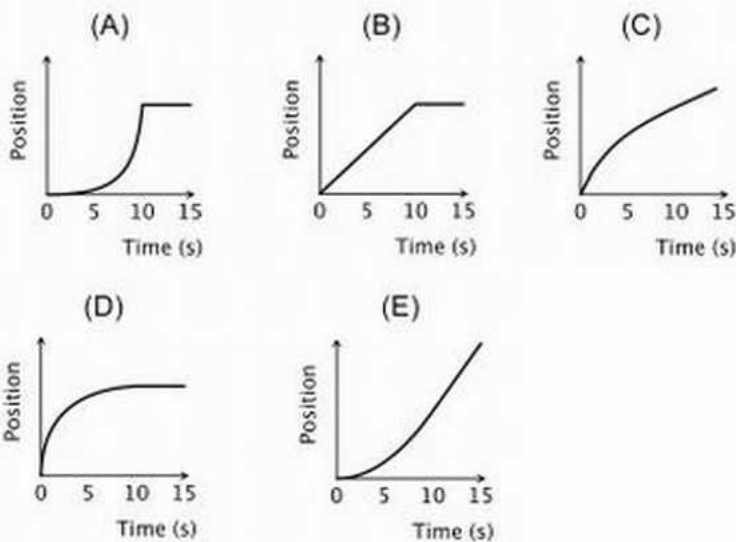 (A) (B) (C)
Position Position Position
0 5 10 15 0 5 10 15 0 5 10 15
Time (s) Time (s) Time (s)
(D) (E)
Position Position
0 5 10 15 0 5 10 15
Time (s) Time (s)